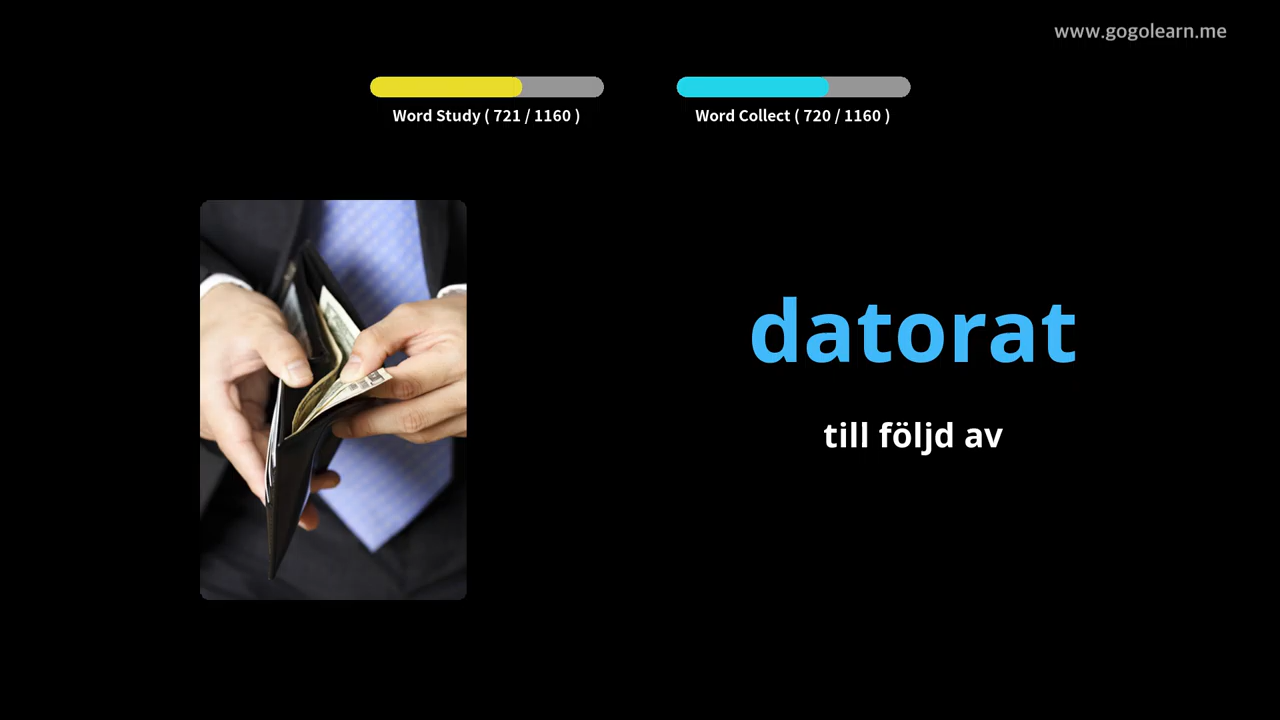 www.gogolearn.me
Word Study ( 721 / 1160 )
Word Collect ( 720 / 1160 )
datorat
till följd av